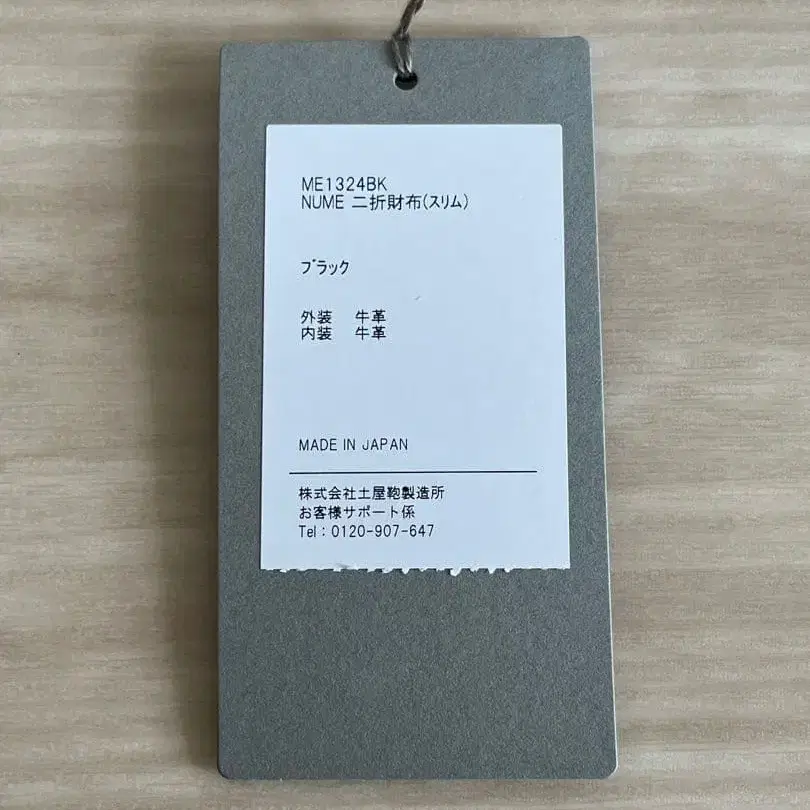 ME1324BK
NUME 二折財布(スリム)
ブラック
外装 牛革
内装 牛革
MADE IN JAPAN
株式会社土屋鞄製造所
お客様サポート係
Tel：0120-907-647